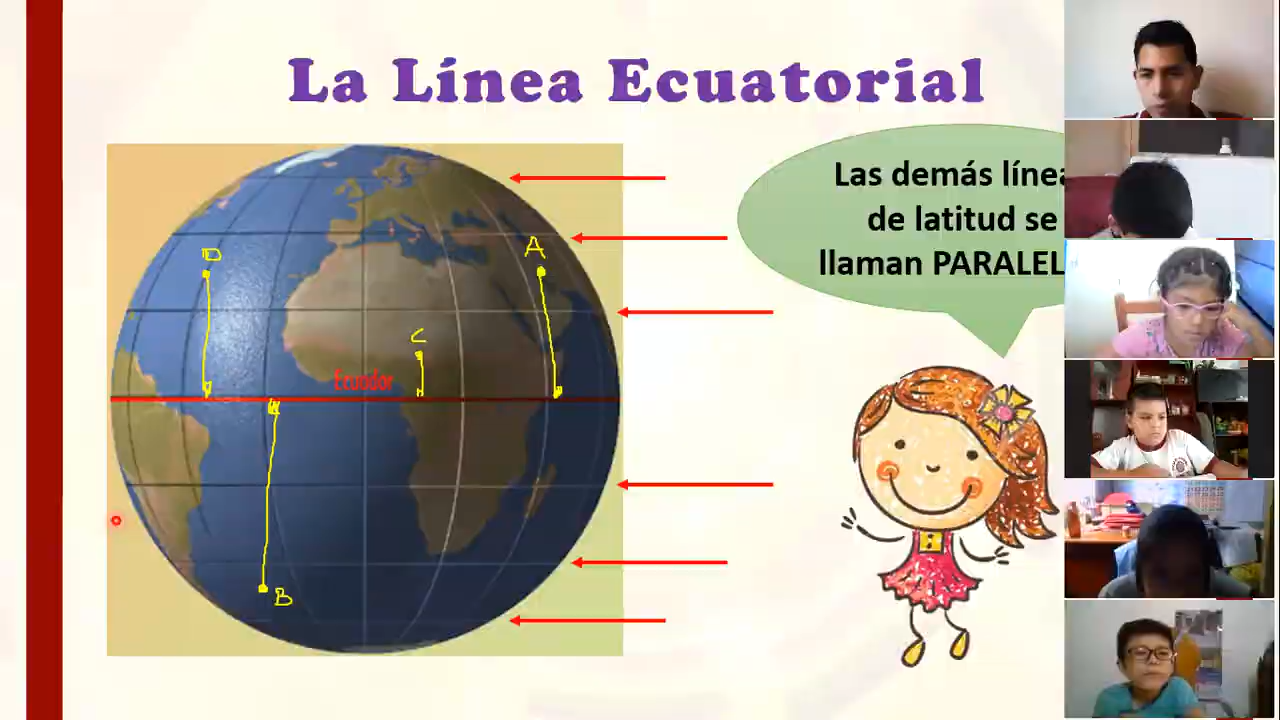 La Línea Ecuatorial
Las demás línea
de latitud se
llaman PARALEL
D
A
C
Ecuador
B